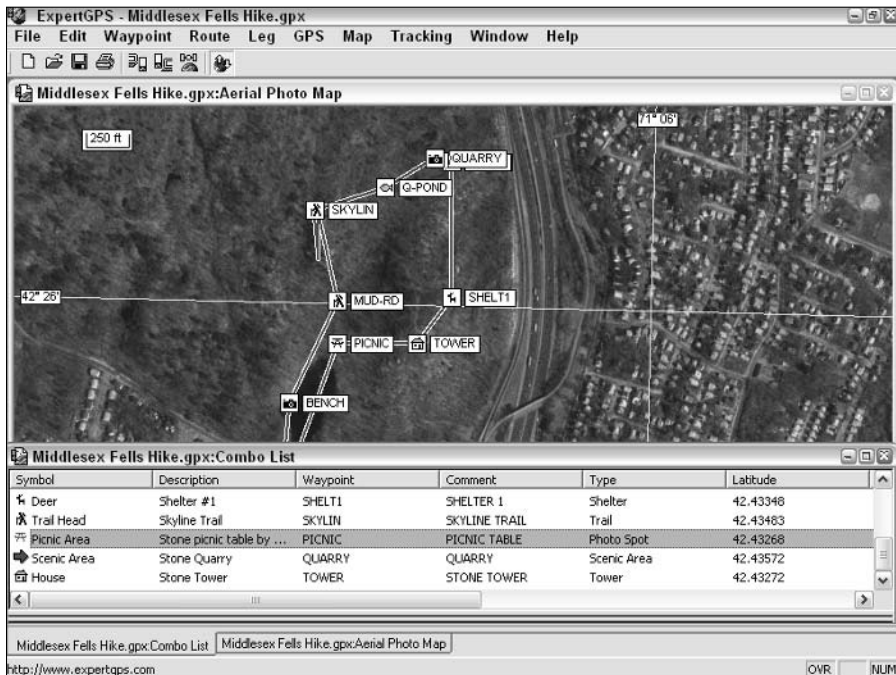 ExpertGPS - Middlesex Fells Hike.gpx
File Edit Waypoint Route Leg GPS Map Tracking Window Help
Middlesex Fells Hike.gpx:Aerial Photo Map
250 ft
71° 06'
QUARRY
Q-POND
SKYLIN
42° 26'
MUD-RD
SHELT1
PICNIC
TOWER
BENCH
Middlesex Fells Hike.gpx:Combo List
Symbol Description Waypoint Comment Type Latitude
Deer Shelter #1 SHELT1 SHELTER 1 Shelter 42.43348
Trail Head Skyline Trail SKYLIN SKYLINE TRAIL Trail 42.43483
Picnic Area Stone picnic table by ... PICNIC PICNIC TABLE Photo Spot 42.43268
Scenic Area Stone Quarry QUARRY QUARRY Scenic Area 42.43572
House Stone Tower TOWER STONE TOWER Tower 42.43272
Middlesex Fells Hike.gpx:Combo List Middlesex Fells Hike.gpx:Aerial Photo Map
http://www.expertgps.com OVR NUM